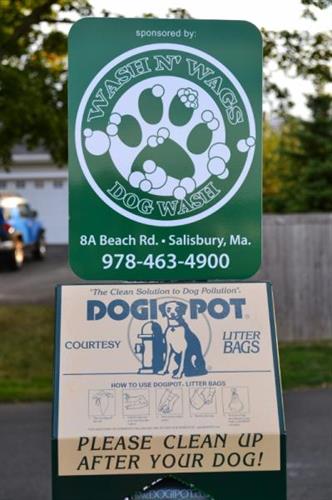 sponsored by:
WASH N' WAGS
DOG WASH
8A Beach Rd. • Salisbury, Ma.
978-463-4900
"The Clean Solution to Dog Pollution"
DOGIPOT
COURTESY LITTER
BAGS
HOW TO USE DOGIPOT LITTER BAGS
PLEASE CLEAN UP
AFTER YOUR DOG!